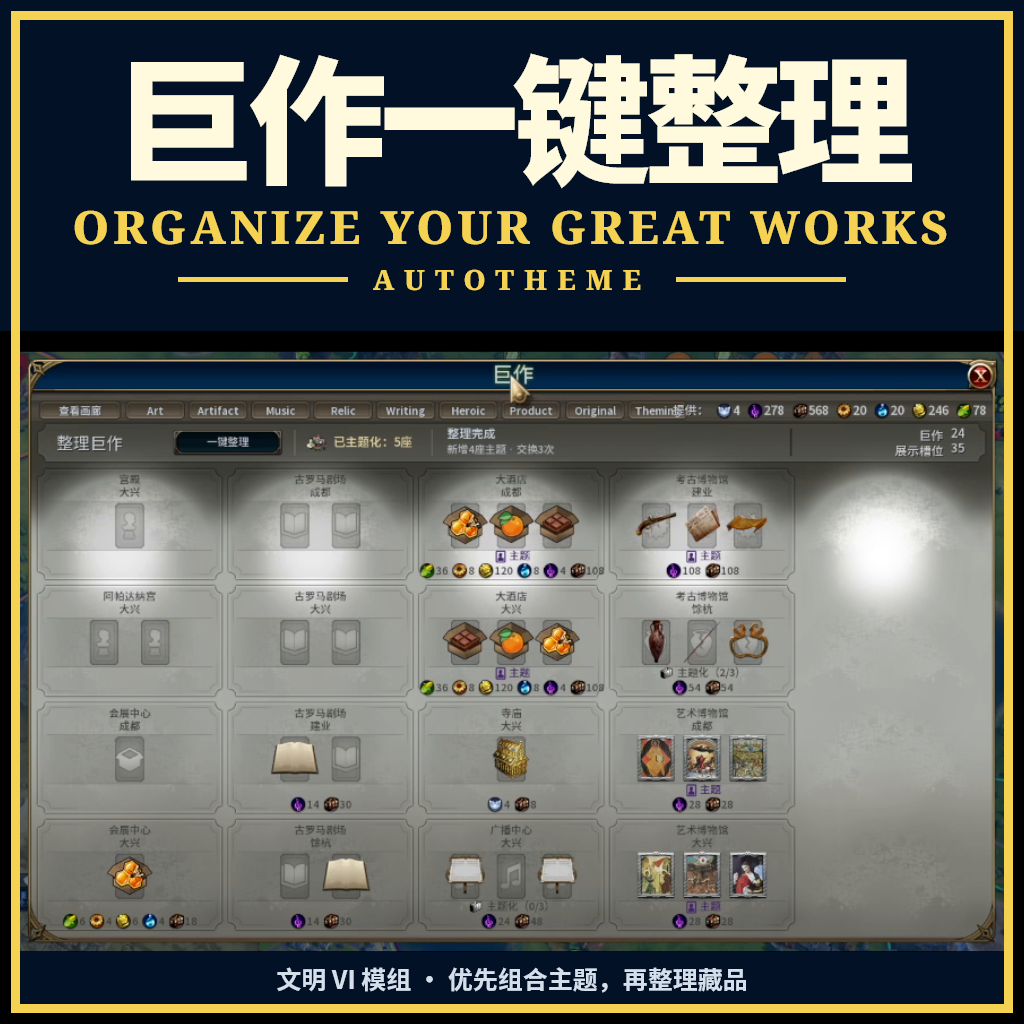 巨作一键整理
ORGANIZE YOUR GREAT WORKS
AUTOTHEME
巨作
查看画廊 Art Artifact Music Relic Writing Heroic Product Original Themin 提供: 4 278 568 20 20 246 78
整理巨作 一键整理 已主题化：5座 整理完成 巨作 24
新增4座主题 · 交换3次 展示槽位 35
宫殿 古罗马剧场 大酒店 考古博物馆
大兴 成都 成都 建业
主题 主题
36 8 120 8 4 108 108 108
阿帕达纳宫 古罗马剧场 大酒店 考古博物馆
大兴 大兴 大兴 馀杭
主题 主题化（2/3）
36 8 120 8 4 108 54 54
会展中心 古罗马剧场 寺庙 艺术博物馆
成都 建业 大兴 成都
主题
14 30 4 8 28 28
会展中心 古罗马剧场 广播中心 艺术博物馆
大兴 馀杭 大兴 大兴
主题化（0/3） 主题
6 4 6 4 18 14 30 24 48 28 28
文明 VI 模组 · 优先组合主题，再整理藏品